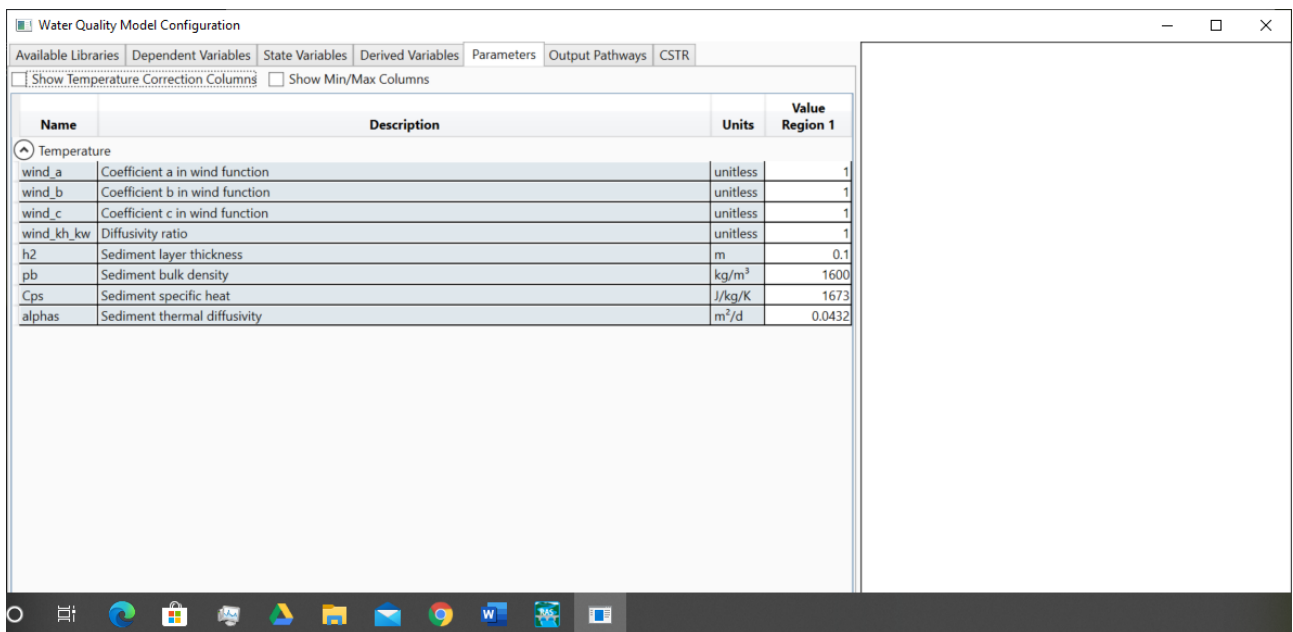 Water Quality Model Configuration
Available Libraries Dependent Variables State Variables Derived Variables Parameters Output Pathways CSTR
Show Temperature Correction Columns Show Min/Max Columns
Name Description Units Value Region 1
Temperature
wind_a Coefficient a in wind function unitless 1
wind_b Coefficient b in wind function unitless 1
wind_c Coefficient c in wind function unitless 1
wind_kh_kw Diffusivity ratio unitless 1
h2 Sediment layer thickness m 0.1
pb Sediment bulk density kg/m³ 1600
Cps Sediment specific heat J/kg/K 1673
alphas Sediment thermal diffusivity m²/d 0.0432
W RAS